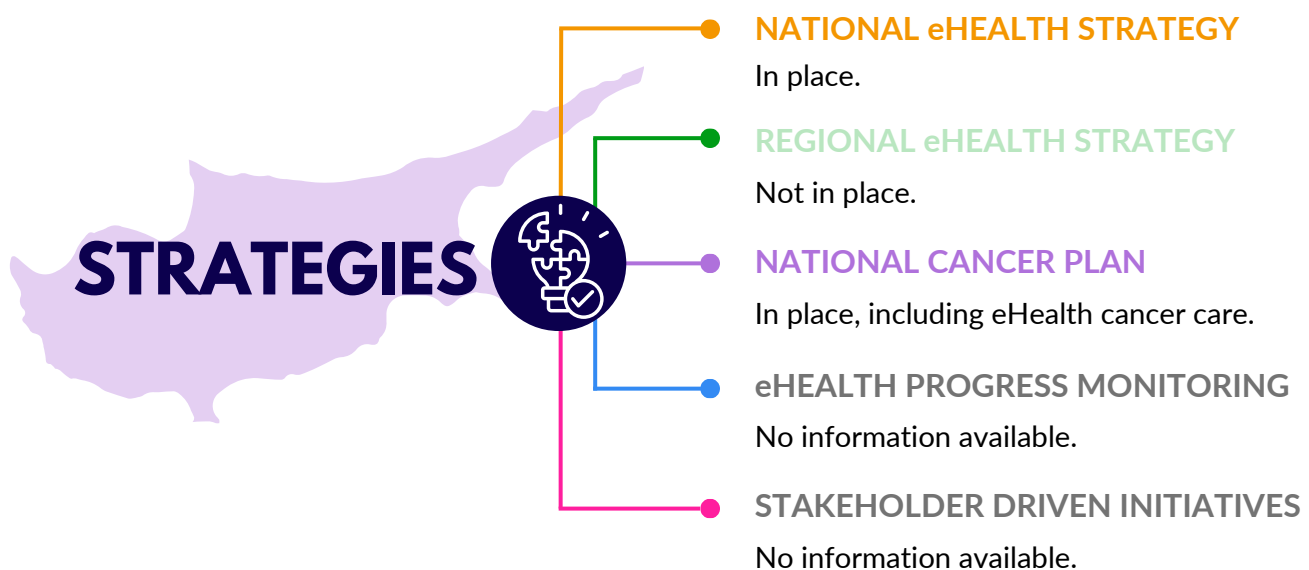 STRATEGIES
NATIONAL eHEALTH STRATEGY
In place.
REGIONAL eHEALTH STRATEGY
Not in place.
NATIONAL CANCER PLAN
In place, including eHealth cancer care.
eHEALTH PROGRESS MONITORING
No information available.
STAKEHOLDER DRIVEN INITIATIVES
No information available.